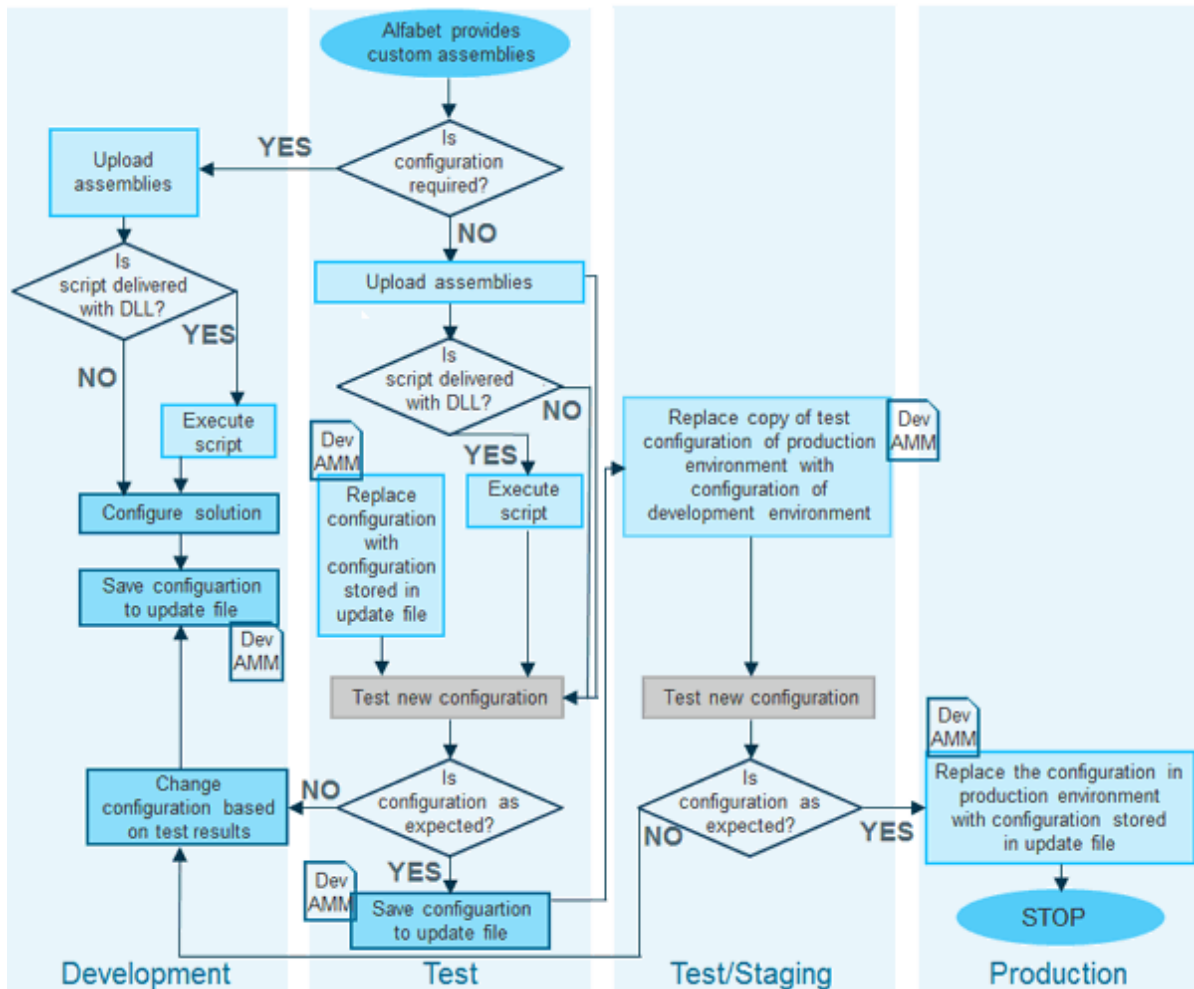 Alfabet provides
custom assemblies
Is
configuration
required?
YES
NO
Upload
assemblies
Is
script delivered
with DLL?
YES
NO
Execute
script
Configure solution
Save configuartion
to update file
Dev
AMM
Change
configuration based
on test results
Upload assemblies
Is
script delivered
with DLL?
NO
YES
Execute
script
Dev
AMM
Replace
configuration
with
configuration
stored in
update file
Test new configuration
Is
configuration as
expected?
NO
YES
Dev
AMM
Save configuartion
to update file
Replace copy of test
configuration of production
environment with
configuration of
development environment
Dev
AMM
Test new configuration
Is
configuration as
expected?
NO
YES
Dev
AMM
Replace the configuration in
production environment
with configuration stored
in update file
STOP
Development
Test
Test/Staging
Production